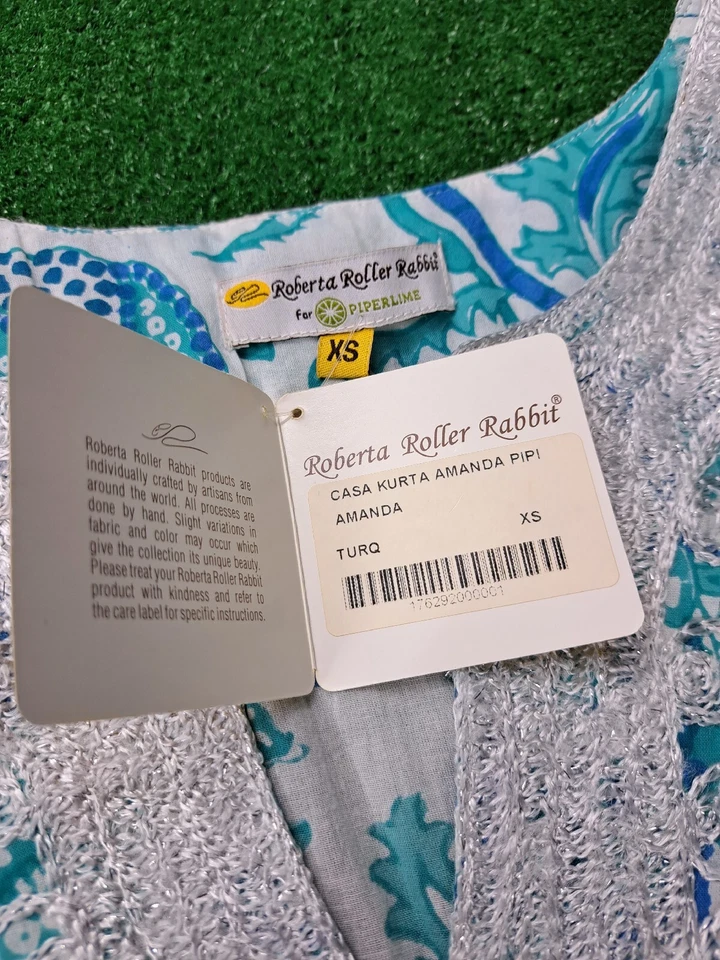 Roberta Roller Rabbit®
For PIPERLIME
XS
Roberta Roller Rabbit products are
individually crafted by artisans from
around the world. All processes are
done by hand. Slight variations in
fabric and color may occur which
give the collection its unique beauty.
Please treat your Roberta Roller Rabbit
product with kindness and refer to
the care label for specific instructions.
Roberta Roller Rabbit®
CASA KURTA AMANDA PIPI
AMANDA
XS
TURQ
176292000001